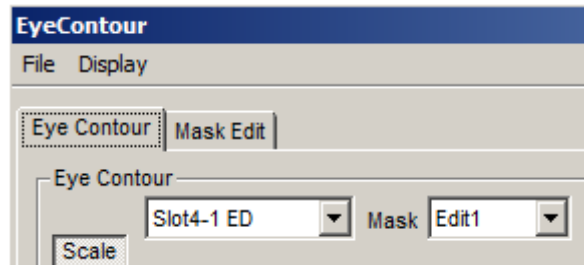 EyeContour
File Display
Eye Contour Mask Edit
Eye Contour
Slot4-1 ED Mask Edit1
Scale